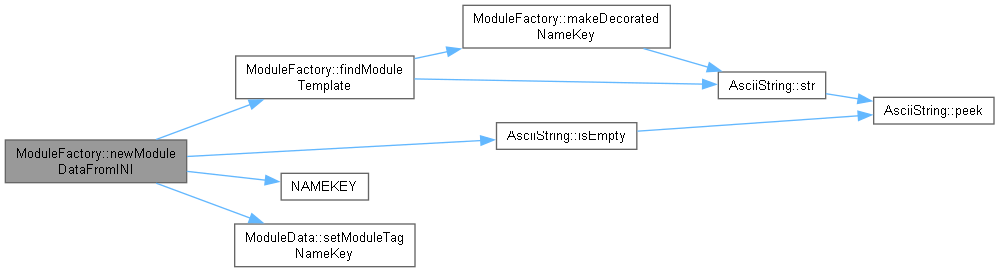 ModuleFactory::makeDecorated
NameKey
ModuleFactory::findModule
Template
AsciiString::str
AsciiString::peek
AsciiString::isEmpty
ModuleFactory::newModule
DataFromINI
NAMEKEY
ModuleData::setModuleTag
NameKey